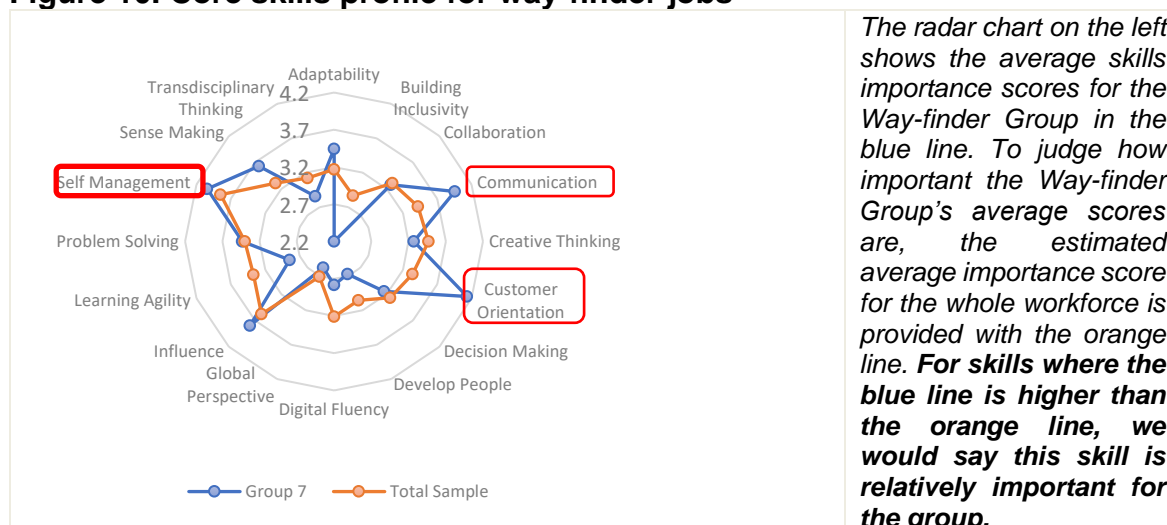 Figure 10. Core skills profile for way-finder jobs
Adaptability
Building
Inclusivity
Collaboration
Communication
Creative Thinking
Customer
Orientation
Decision Making
Develop People
Digital Fluency
Global
Perspective
Influence
Learning Agility
Problem Solving
Self Management
Sense Making
Transdisciplinary
Thinking
4.2
3.7
3.2
2.7
2.2
Group 7
Total Sample
The radar chart on the left
shows the average skills
importance scores for the
Way-finder Group in the
blue line. To judge how
important the Way-finder
Group's average scores
are, the estimated
average importance score
for the whole workforce is
provided with the orange
line. For skills where the
blue line is higher than
the orange line, we
would say this skill is
relatively important for
the group.